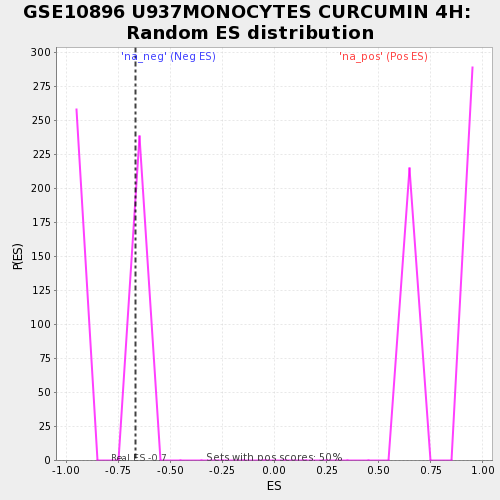 GSE10896 U937MONOCYTES CURCUMIN 4H:
Random ES distribution
'na_neg' (Neg ES)
'na_pos' (Pos ES)
300
275
250
225
200
175
150
125
100
75
50
25
0
P(ES)
Real ES -0.7
Sets with pos scores: 50%
-1.00 -0.75 -0.50 -0.25 0.00 0.25 0.50 0.75 1.00
ES